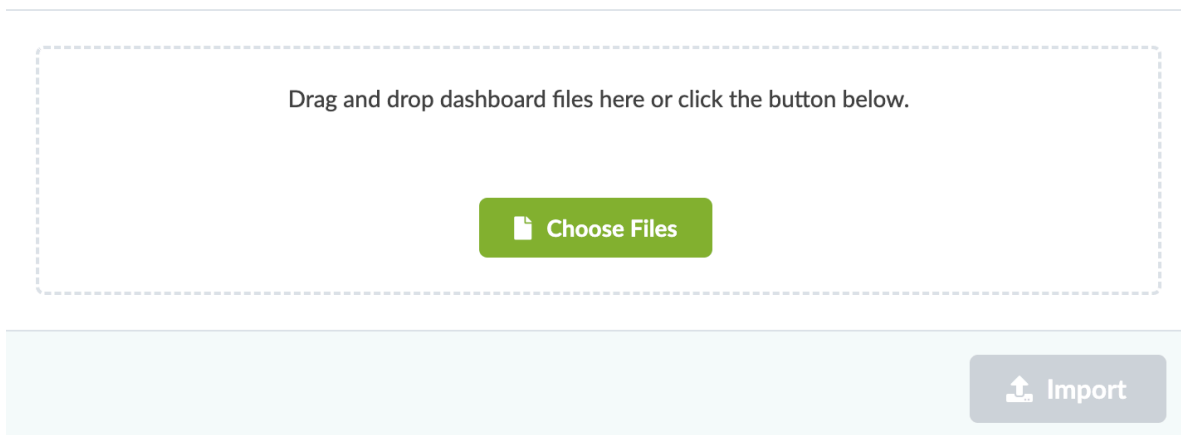 Drag and drop dashboard files here or click the button below.
Choose Files
Import